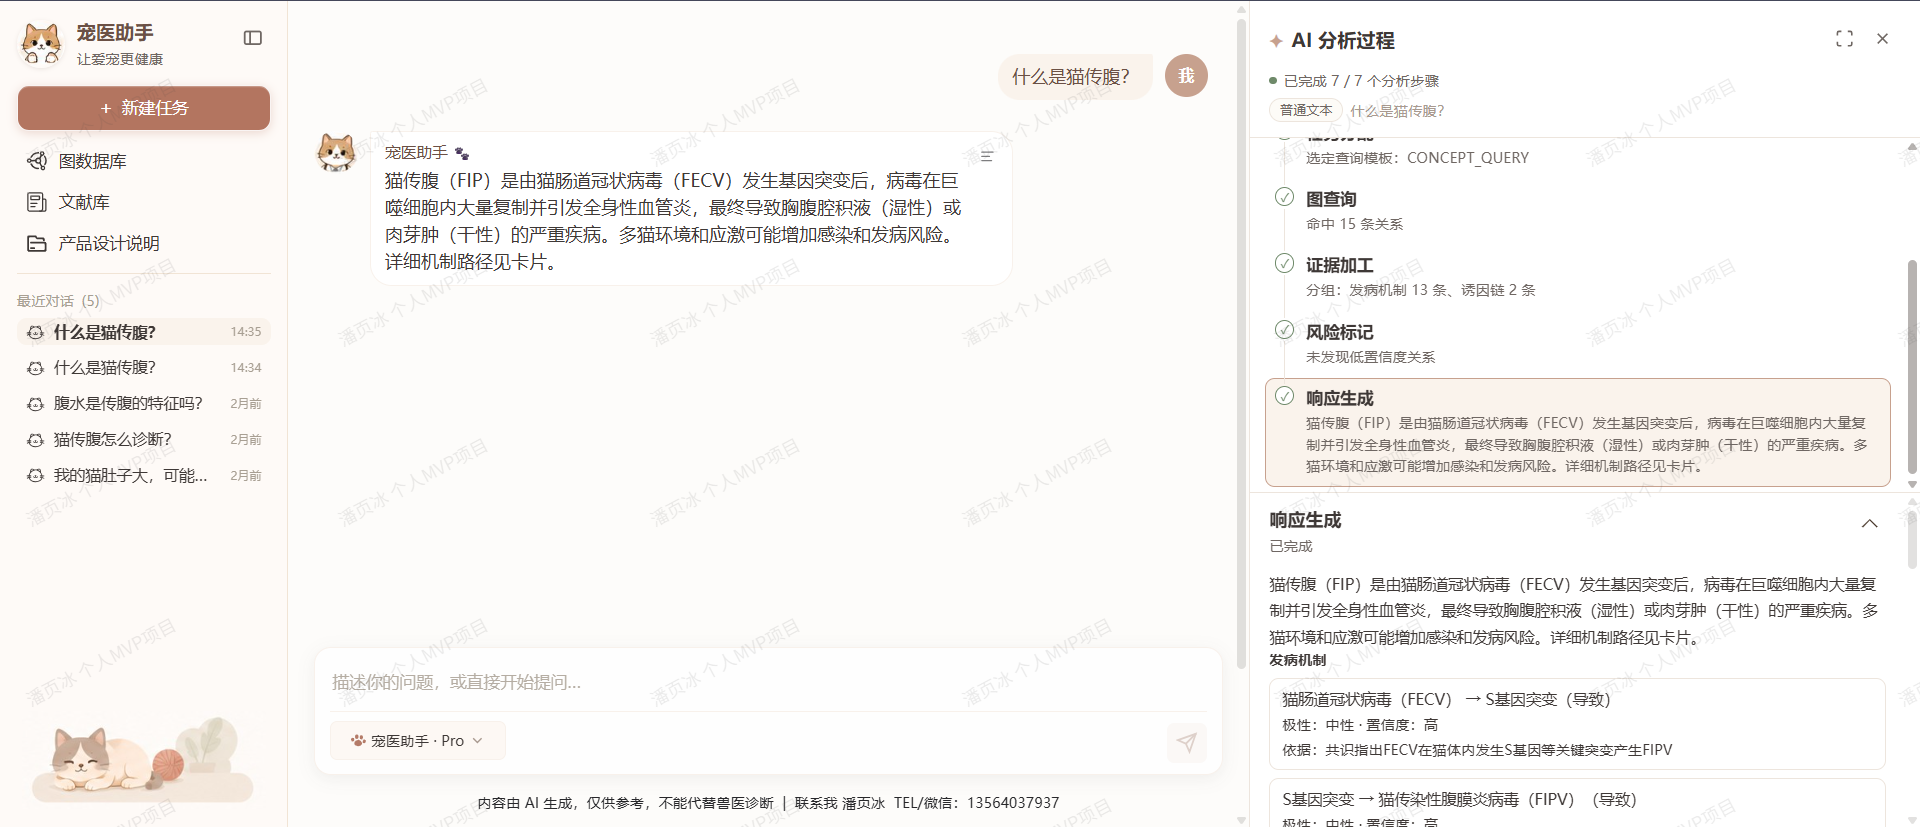 宠医助手
让爱宠更健康
+ 新建任务
图数据库
文献库
产品设计说明
最近对话 (5)
什么是猫传腹? 14:35
什么是猫传腹? 14:34
腹水是传腹的特征吗? 2月前
猫传腹怎么诊断? 2月前
我的猫肚子大，可能... 2月前
什么是猫传腹?
我
宠医助手
猫传腹（FIP）是由猫肠道冠状病毒（FECV）发生基因突变后，病毒在巨
噬细胞内大量复制并引发全身性血管炎，最终导致胸腹腔积液（湿性）或
肉芽肿（干性）的严重疾病。多猫环境和应激可能增加感染和发病风险。
详细机制路径见卡片。
描述你的问题，或直接开始提问...
宠医助手 · Pro
内容由 AI 生成，仅供参考，不能代替兽医诊断 | 联系我 潘页冰 TEL/微信：13564037937
AI 分析过程
已完成 7 / 7 个分析步骤
普通文本 什么是猫传腹?
选定查询模板：CONCEPT_QUERY
图查询
命中 15 条关系
证据加工
分组：发病机制 13 条、诱因链 2 条
风险标记
未发现低置信度关系
响应生成
猫传腹（FIP）是由猫肠道冠状病毒（FECV）发生基因突变后，病毒在巨噬细胞内大量复
制并引发全身性血管炎，最终导致胸腹腔积液（湿性）或肉芽肿（干性）的严重疾病。多
猫环境和应激可能增加感染和发病风险。详细机制路径见卡片。
响应生成
已完成
猫传腹（FIP）是由猫肠道冠状病毒（FECV）发生基因突变后，病毒在巨噬细胞内大量复
制并引发全身性血管炎，最终导致胸腹腔积液（湿性）或肉芽肿（干性）的严重疾病。多
猫环境和应激可能增加感染和发病风险。详细机制路径见卡片。
发病机制
猫肠道冠状病毒（FECV） → S基因突变（导致）
极性：中性 · 置信度：高
依据：共识指出FECV在猫体内发生S基因等关键突变产生FIPV
S基因突变 → 猫传染性腹膜炎病毒（FIPV）（导致）
极性：中性 · 置信度：高
潘页冰 个人MVP项目